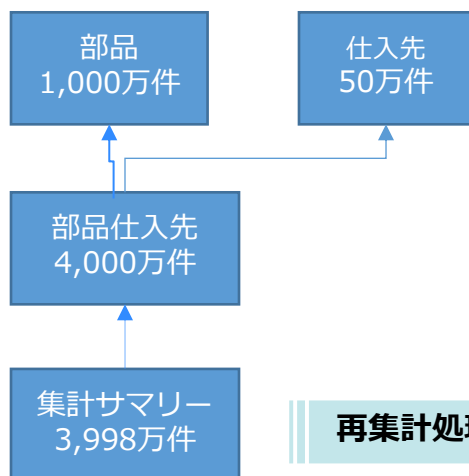 部品
1,000万件
仕入先
50万件
部品仕入先
4,000万件
集計サマリー
3,998万件
再集計処